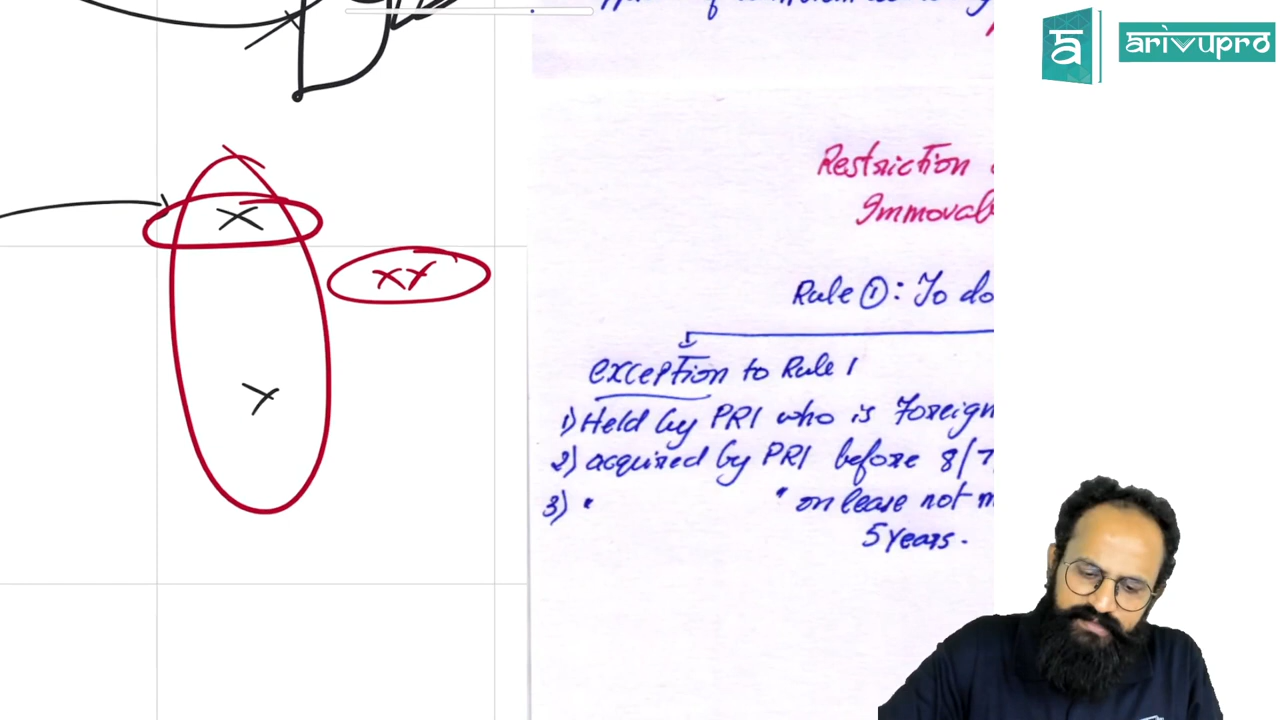 arivupro
Restriction
Immovab
Rule ①: To do
exception to Rule 1
1) Held by PRI who is Foreign
2) acquired by PRI before 8/7
3) " " on lease not m
5 Years.
X
XY
Y